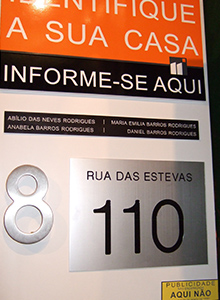 IDENTIFIQUE
A SUA CASA
INFORME-SE AQUI
ABÍLIO DAS NEVES RODRIGUES | MARIA EMILIA BARROS RODRIGUES
ANABELA BARROS RODRIGUES | DANIEL BARROS RODRIGUES
8
RUA DAS ESTEVAS
110
PUBLICIDADE
AQUI NÃO